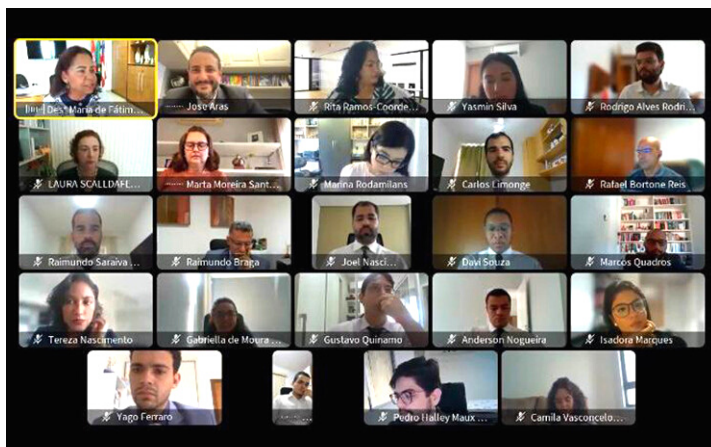 Des° Maria de Fátim...
Jose Aras
Rita Ramos-Coorde...
Yasmin Silva
Rodrigo Alves Rodri...
LAURA SCALLDAFE...
Marta Moreira Sant...
Marina Rodamilans
Carlos Limonge
Rafael Bortone Reis
Raimundo Saraiva ...
Raimundo Braga
Joel Nasci...
Davi Souza
Marcos Quadros
Tereza Nascimento
Gabriella de Moura ...
Gustavo Quinamo
Anderson Nogueira
Isadora Marques
Yago Ferraro
Pedro Halley Maux ...
Camila Vasconcelo...